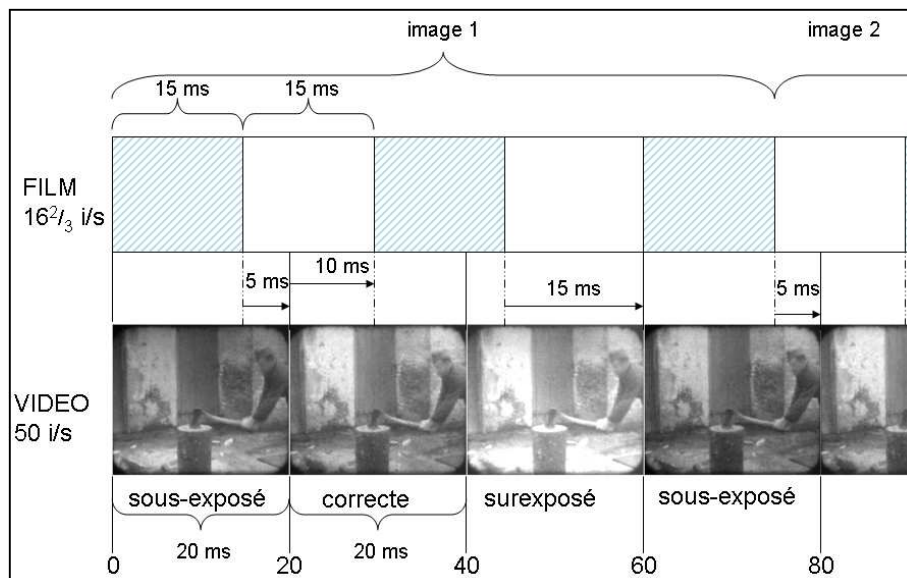 image 1
image 2
15 ms
15 ms
FILM
16²/₃ i/s
5 ms
10 ms
15 ms
5 ms
VIDEO
50 i/s
sous-exposé
correcte
surexposé
sous-exposé
20 ms
20 ms
0
20
40
60
80